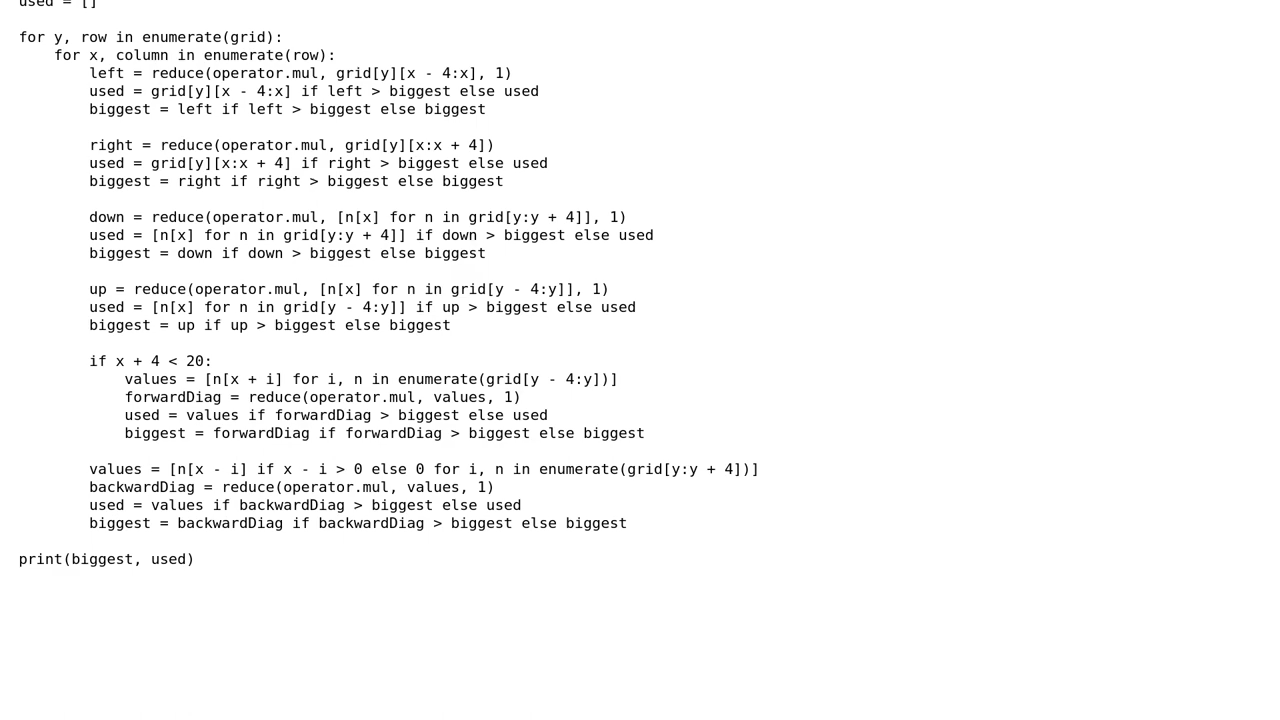 used = []
for y, row in enumerate(grid):
    for x, column in enumerate(row):
        left = reduce(operator.mul, grid[y][x - 4:x], 1)
        used = grid[y][x - 4:x] if left > biggest else used
        biggest = left if left > biggest else biggest
        right = reduce(operator.mul, grid[y][x:x + 4])
        used = grid[y][x:x + 4] if right > biggest else used
        biggest = right if right > biggest else biggest
        down = reduce(operator.mul, [n[x] for n in grid[y:y + 4]], 1)
        used = [n[x] for n in grid[y:y + 4]] if down > biggest else used
        biggest = down if down > biggest else biggest
        up = reduce(operator.mul, [n[x] for n in grid[y - 4:y]], 1)
        used = [n[x] for n in grid[y - 4:y]] if up > biggest else used
        biggest = up if up > biggest else biggest
        if x + 4 < 20:
            values = [n[x + i] for i, n in enumerate(grid[y - 4:y])]
            forwardDiag = reduce(operator.mul, values, 1)
            used = values if forwardDiag > biggest else used
            biggest = forwardDiag if forwardDiag > biggest else biggest
        values = [n[x - i] if x - i > 0 else 0 for i, n in enumerate(grid[y:y + 4])]
        backwardDiag = reduce(operator.mul, values, 1)
        used = values if backwardDiag > biggest else used
        biggest = backwardDiag if backwardDiag > biggest else biggest
print(biggest, used)